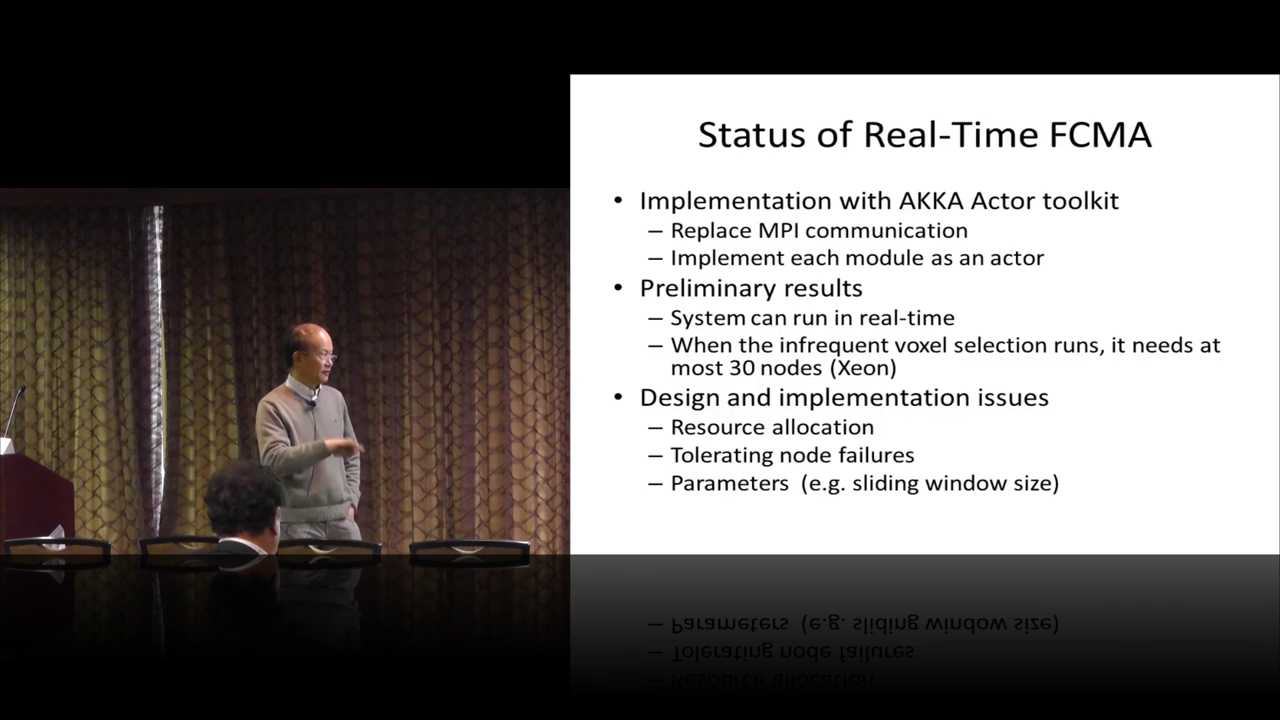 Status of Real-Time FCMA
• Implementation with AKKA Actor toolkit
– Replace MPI communication
– Implement each module as an actor
• Preliminary results
– System can run in real-time
– When the infrequent voxel selection runs, it needs at
most 30 nodes (Xeon)
• Design and implementation issues
– Resource allocation
– Tolerating node failures
– Parameters (e.g. sliding window size)